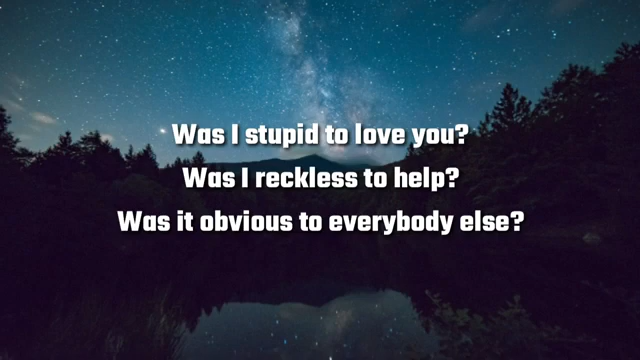 Was I stupid to love you?
Was I reckless to help?
Was it obvious to everybody else?